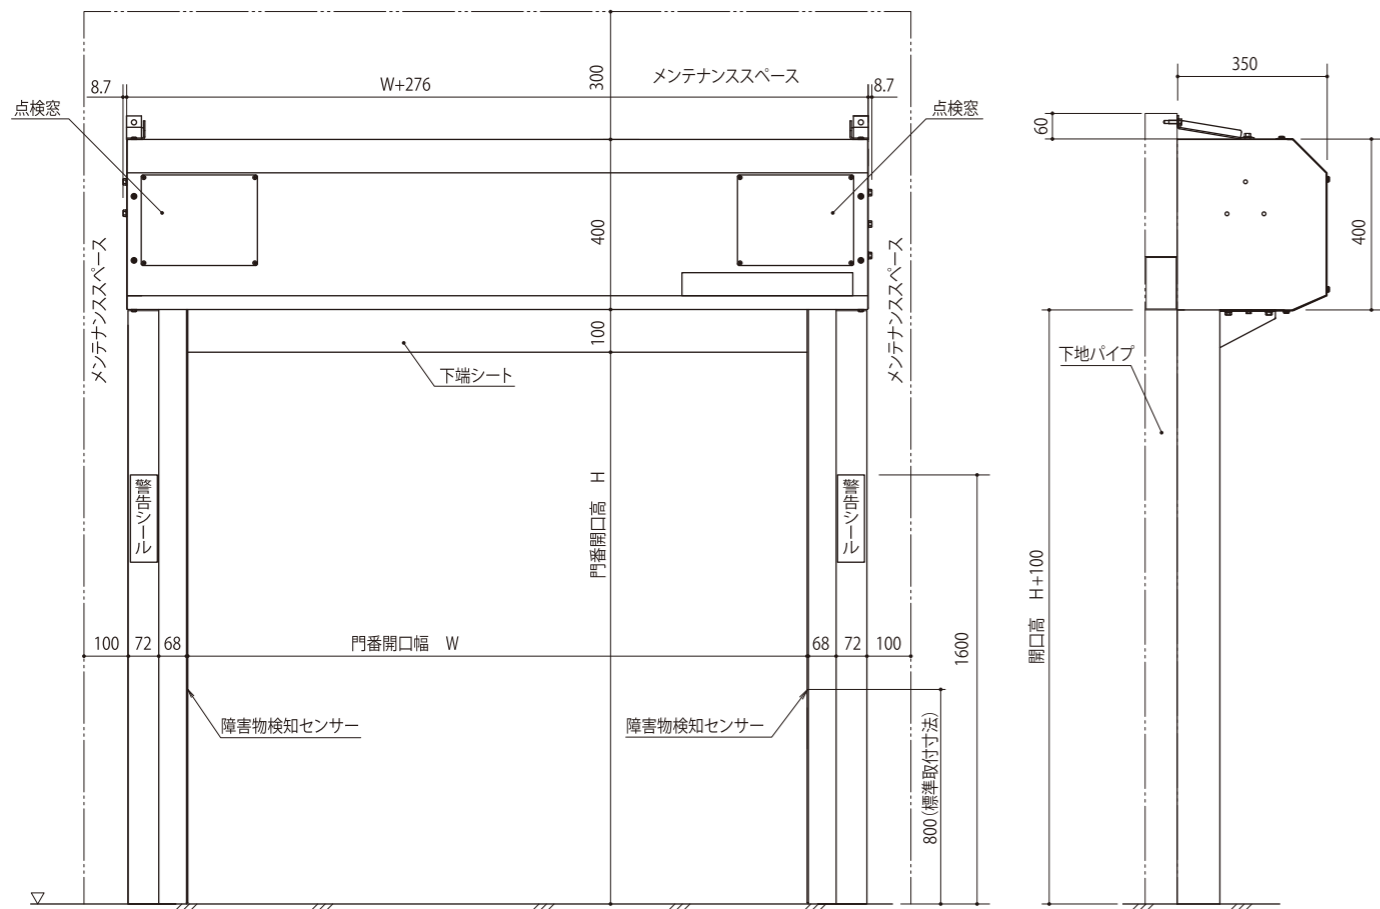 300
メンテナンススペース
350
8.7
W+276
8.7
点検窓
点検窓
60
400
400
メンテナンススペース
メンテナンススペース
100
下端シート
下地パイプ
警告シール
門番開口高 H
警告シール
開口高 H+100
100
72
68
門番開口幅 W
68
72
100
1600
障害物検知センサー
障害物検知センサー
800(標準取付寸法)